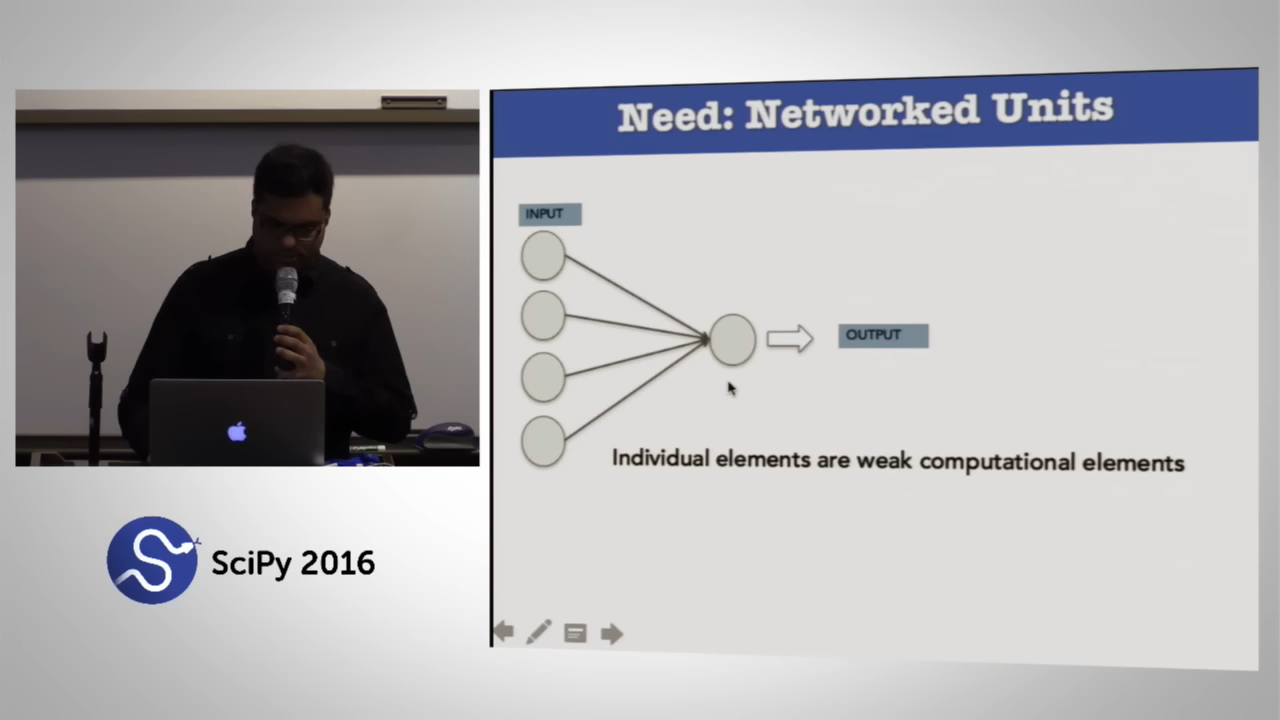 Need: Networked Units
INPUT
OUTPUT
Individual elements are weak computational elements
SciPy 2016